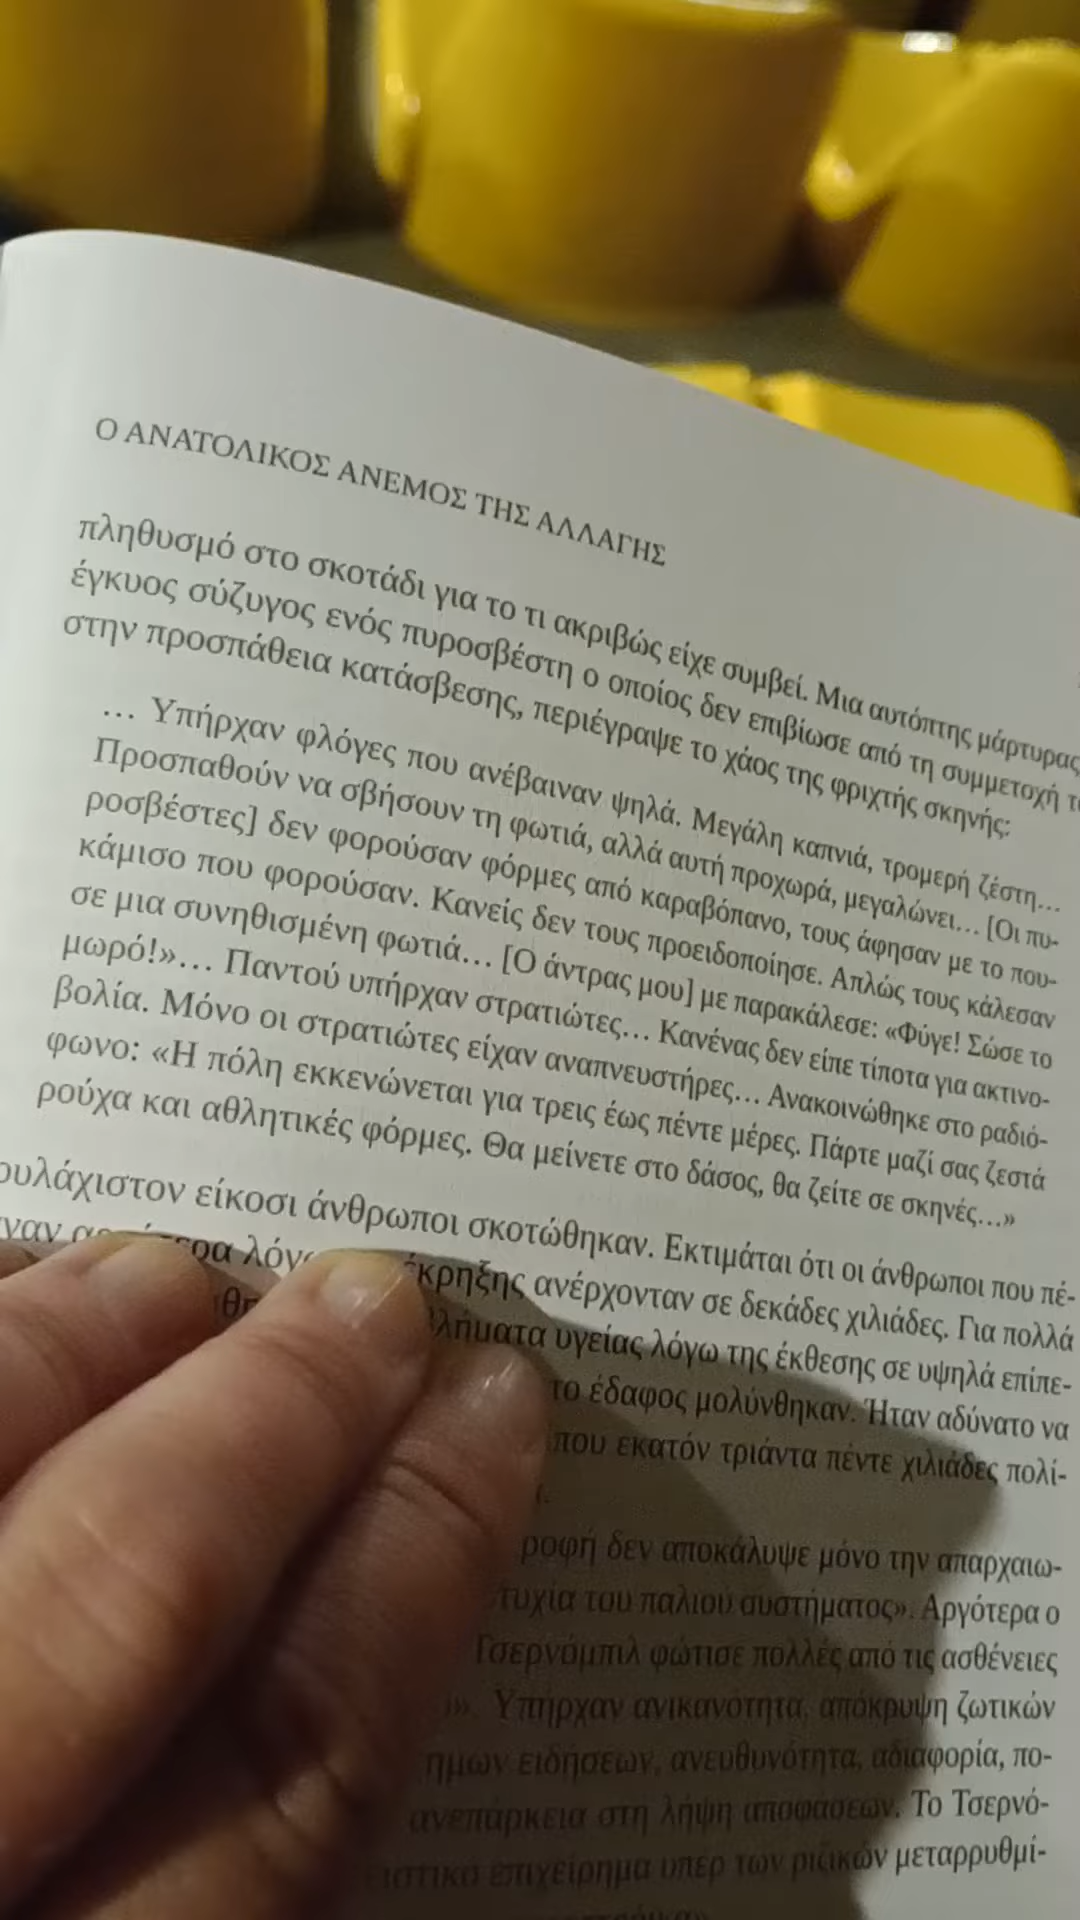 Ο ΑΝΑΤΟΛΙΚΟΣ ΑΝΕΜΟΣ ΤΗΣ ΑΛΛΑΓΗΣ
πληθυσμό στο σκοτάδι για το τι ακριβώς είχε συμβεί. Μια αυτόπτης μάρτυρας,
έγκυος σύζυγος ενός πυροσβέστη ο οποίος δεν επιβίωσε από τη συμμετοχή
στην προσπάθεια κατάσβεσης, περιέγραψε το χάος της φριχτής σκηνής:
… Υπήρχαν φλόγες που ανέβαιναν ψηλά. Μεγάλη καπνιά, τρομερή ζέστη…
Προσπαθούν να σβήσουν τη φωτιά, αλλά αυτή προχωρά, μεγαλώνει… [Οι πυ-
ροσβέστες] δεν φορούσαν φόρμες από καραβόπανο, τους άφησαν με το που-
κάμισο που φορούσαν. Κανείς δεν τους προειδοποίησε. Απλώς τους κάλεσαν
σε μια συνηθισμένη φωτιά… [Ο άντρας μου] με παρακάλεσε: «Φύγε! Σώσε το
μωρό!»… Παντού υπήρχαν στρατιώτες… Κανένας δεν είπε τίποτα για ακτινο-
βολία. Μόνο οι στρατιώτες είχαν αναπνευστήρες… Ανακοινώθηκε στο ραδιό-
φωνο: «Η πόλη εκκενώνεται για τρεις έως πέντε μέρες. Πάρτε μαζί σας ζεστά
ρούχα και αθλητικές φόρμες. Θα μείνετε στο δάσος, θα ζείτε σε σκηνές…»
ουλάχιστον είκοσι άνθρωποι σκοτώθηκαν. Εκτιμάται ότι οι άνθρωποι που πέ-
έκρηξης ανέρχονταν σε δεκάδες χιλιάδες. Για πολλά
βλήματα υγείας λόγω της έκθεσης σε υψηλά επίπε-
το έδαφος μολύνθηκαν. Ήταν αδύνατο να
που εκατόν τριάντα πέντε χιλιάδες πολί-
ροφή δεν αποκάλυψε μόνο την απαρχαιω-
τυχία του παλιού συστήματος». Αργότερα ο
Τσερνόμπιλ φώτισε πολλές από τις ασθένειες
». Υπήρχαν ανικανότητα, απόκρυψη ζωτικών
ημων ειδήσεων, ανευθυνότητα, αδιαφορία, πο-
ανεπάρκεια στη λήψη αποφάσεων. Το Τσερνό-
επιχείρημα υπέρ των ριζικών μεταρρυθμί-